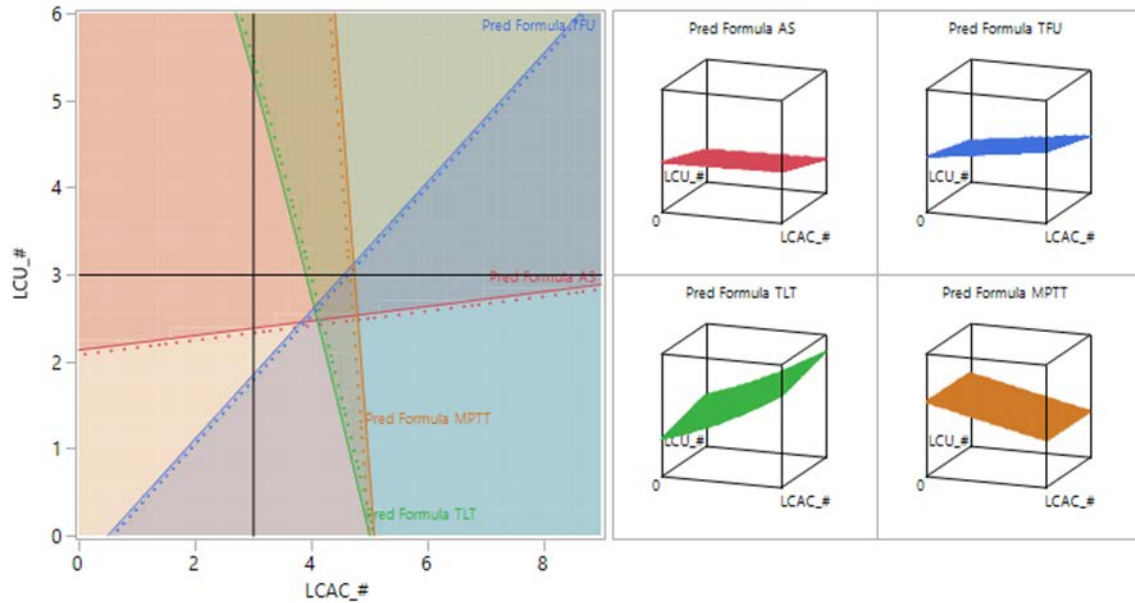 6
Pred Formula TFU
5
4
3
Pred Formula AS
2
Pred Formula MPTT
1
Pred Formula TLT
0
0 2 4 6 8
LCU_#
LCAC_#
Pred Formula AS
LCU_#
0
LCAC_#
Pred Formula TFU
LCU_#
0
LCAC_#
Pred Formula TLT
LCU_#
0
LCAC_#
Pred Formula MPTT
LCU_#
0
LCAC_#